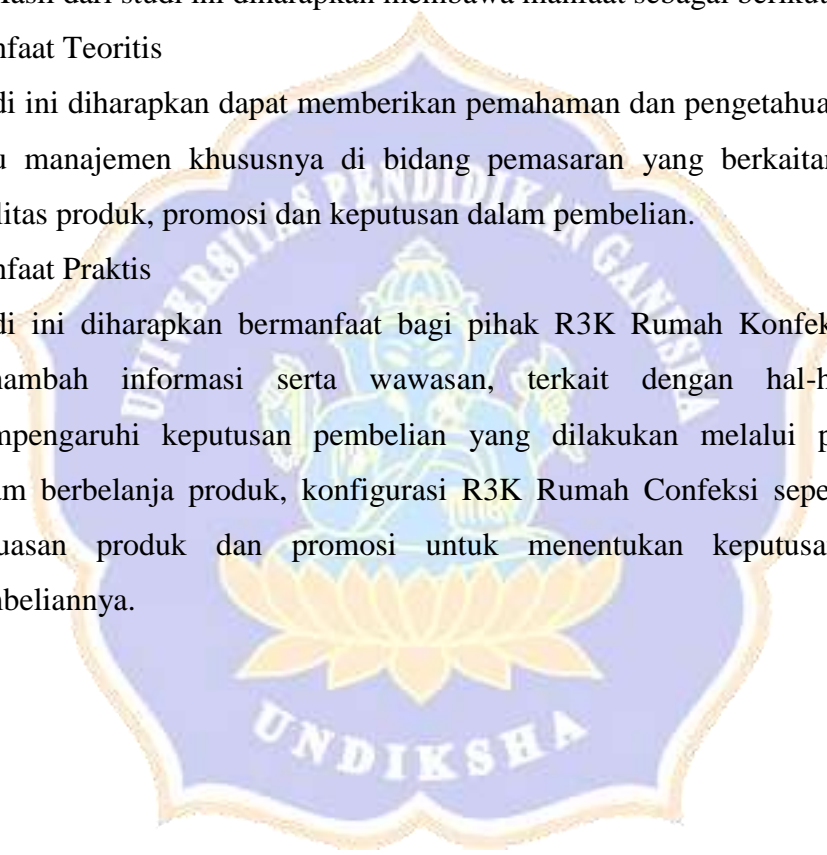 dari studi ini diharapkan membawa manfaat sebagai berikut
nfaat Teoritis
di ini diharapkan dapat memberikan pemahaman dan pengetahua
u manajemen khususnya di bidang pemasaran yang berkaitan
litas produk, promosi dan keputusan dalam pembelian.
nfaat Praktis
di ini diharapkan bermanfaat bagi pihak R3K Rumah Konfek
nambah informasi serta wawasan, terkait dengan hal-h
mpengaruhi keputusan pembelian yang dilakukan melalui p
am berbelanja produk, konfigurasi R3K Rumah Confeksi sepe
uasan produk dan promosi untuk menentukan keputusa
nbeliannya.
UNIVERSITAS PENDIDIKAN GANESHA
UNDIKSHA